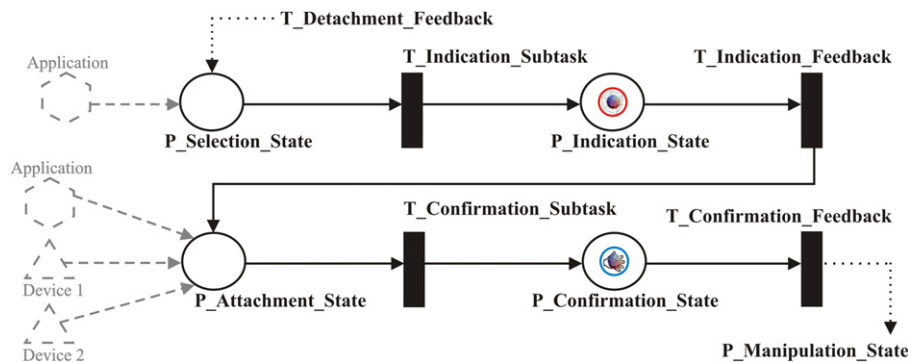 T_Detachment_Feedback
Application
T_Indication_Subtask
T_Indication_Feedback
P_Selection_State
P_Indication_State
Application
T_Confirmation_Subtask
T_Confirmation_Feedback
Device 1
P_Attachment_State
P_Confirmation_State
Device 2
P_Manipulation_State